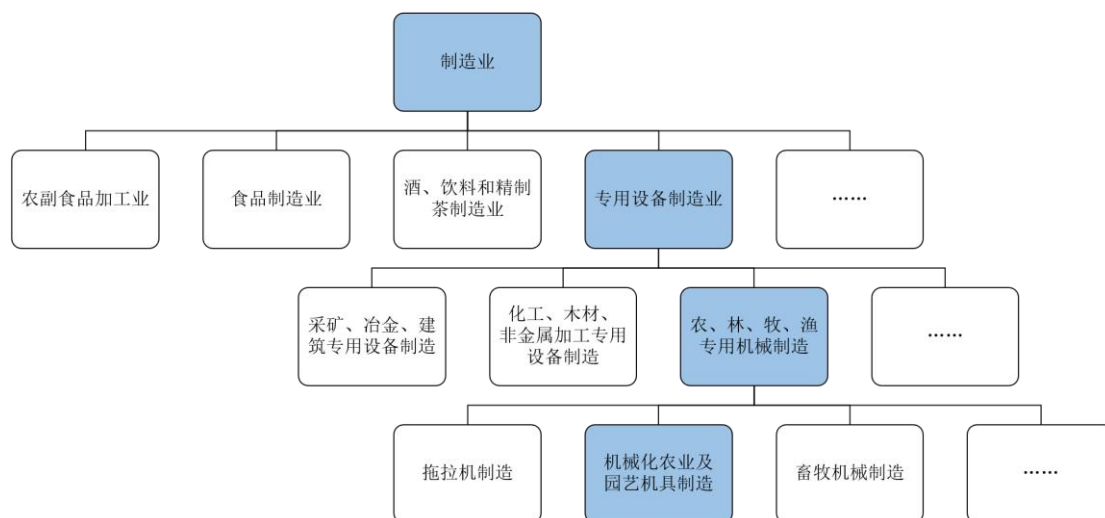 制造业
农副食品加工业
食品制造业
酒、饮料和精制
茶制造业
专用设备制造业
……
采矿、冶金、建
筑专用设备制造
化工、木材、
非金属加工专用
设备制造
农、林、牧、渔
专用机械制造
……
拖拉机制造
机械化农业及
园艺机具制造
畜牧机械制造
……